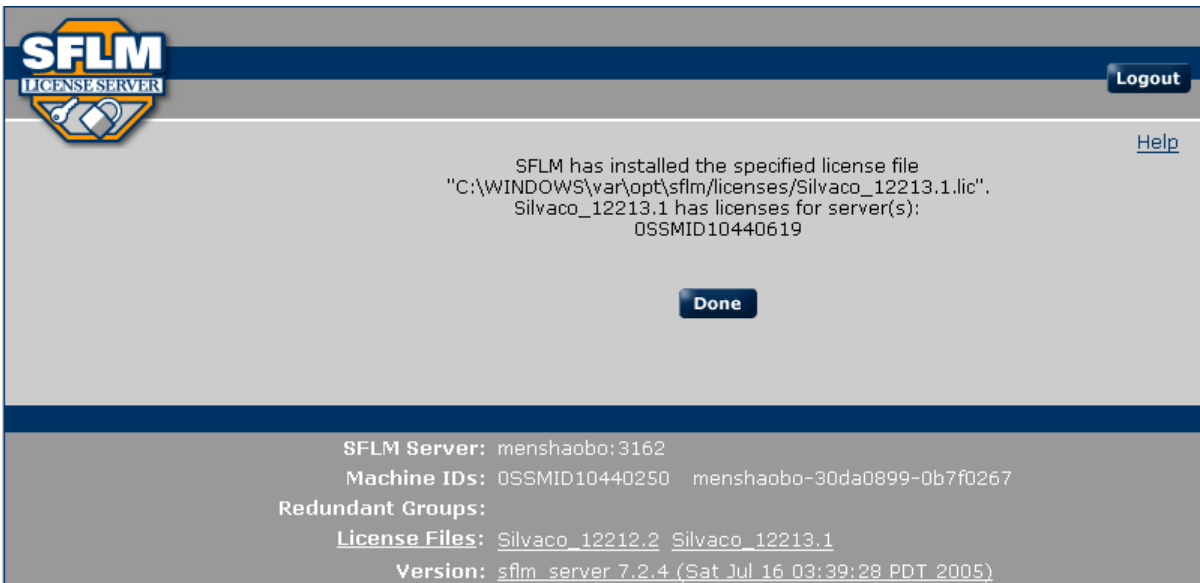 SFLM
LICENSE SERVER
Logout
Help
SFLM has installed the specified license file
"C:\WINDOWS\var\opt\sflm/licenses/Silvaco_12213.1.lic".
Silvaco_12213.1 has licenses for server(s):
0SSMID10440619
Done
SFLM Server: menshaobo:3162
Machine IDs: 0SSMID10440250 menshaobo-30da0899-0b7f0267
Redundant Groups:
License Files: Silvaco_12212.2 Silvaco_12213.1
Version: sflm_server 7.2.4 (Sat Jul 16 03:39:28 PDT 2005)